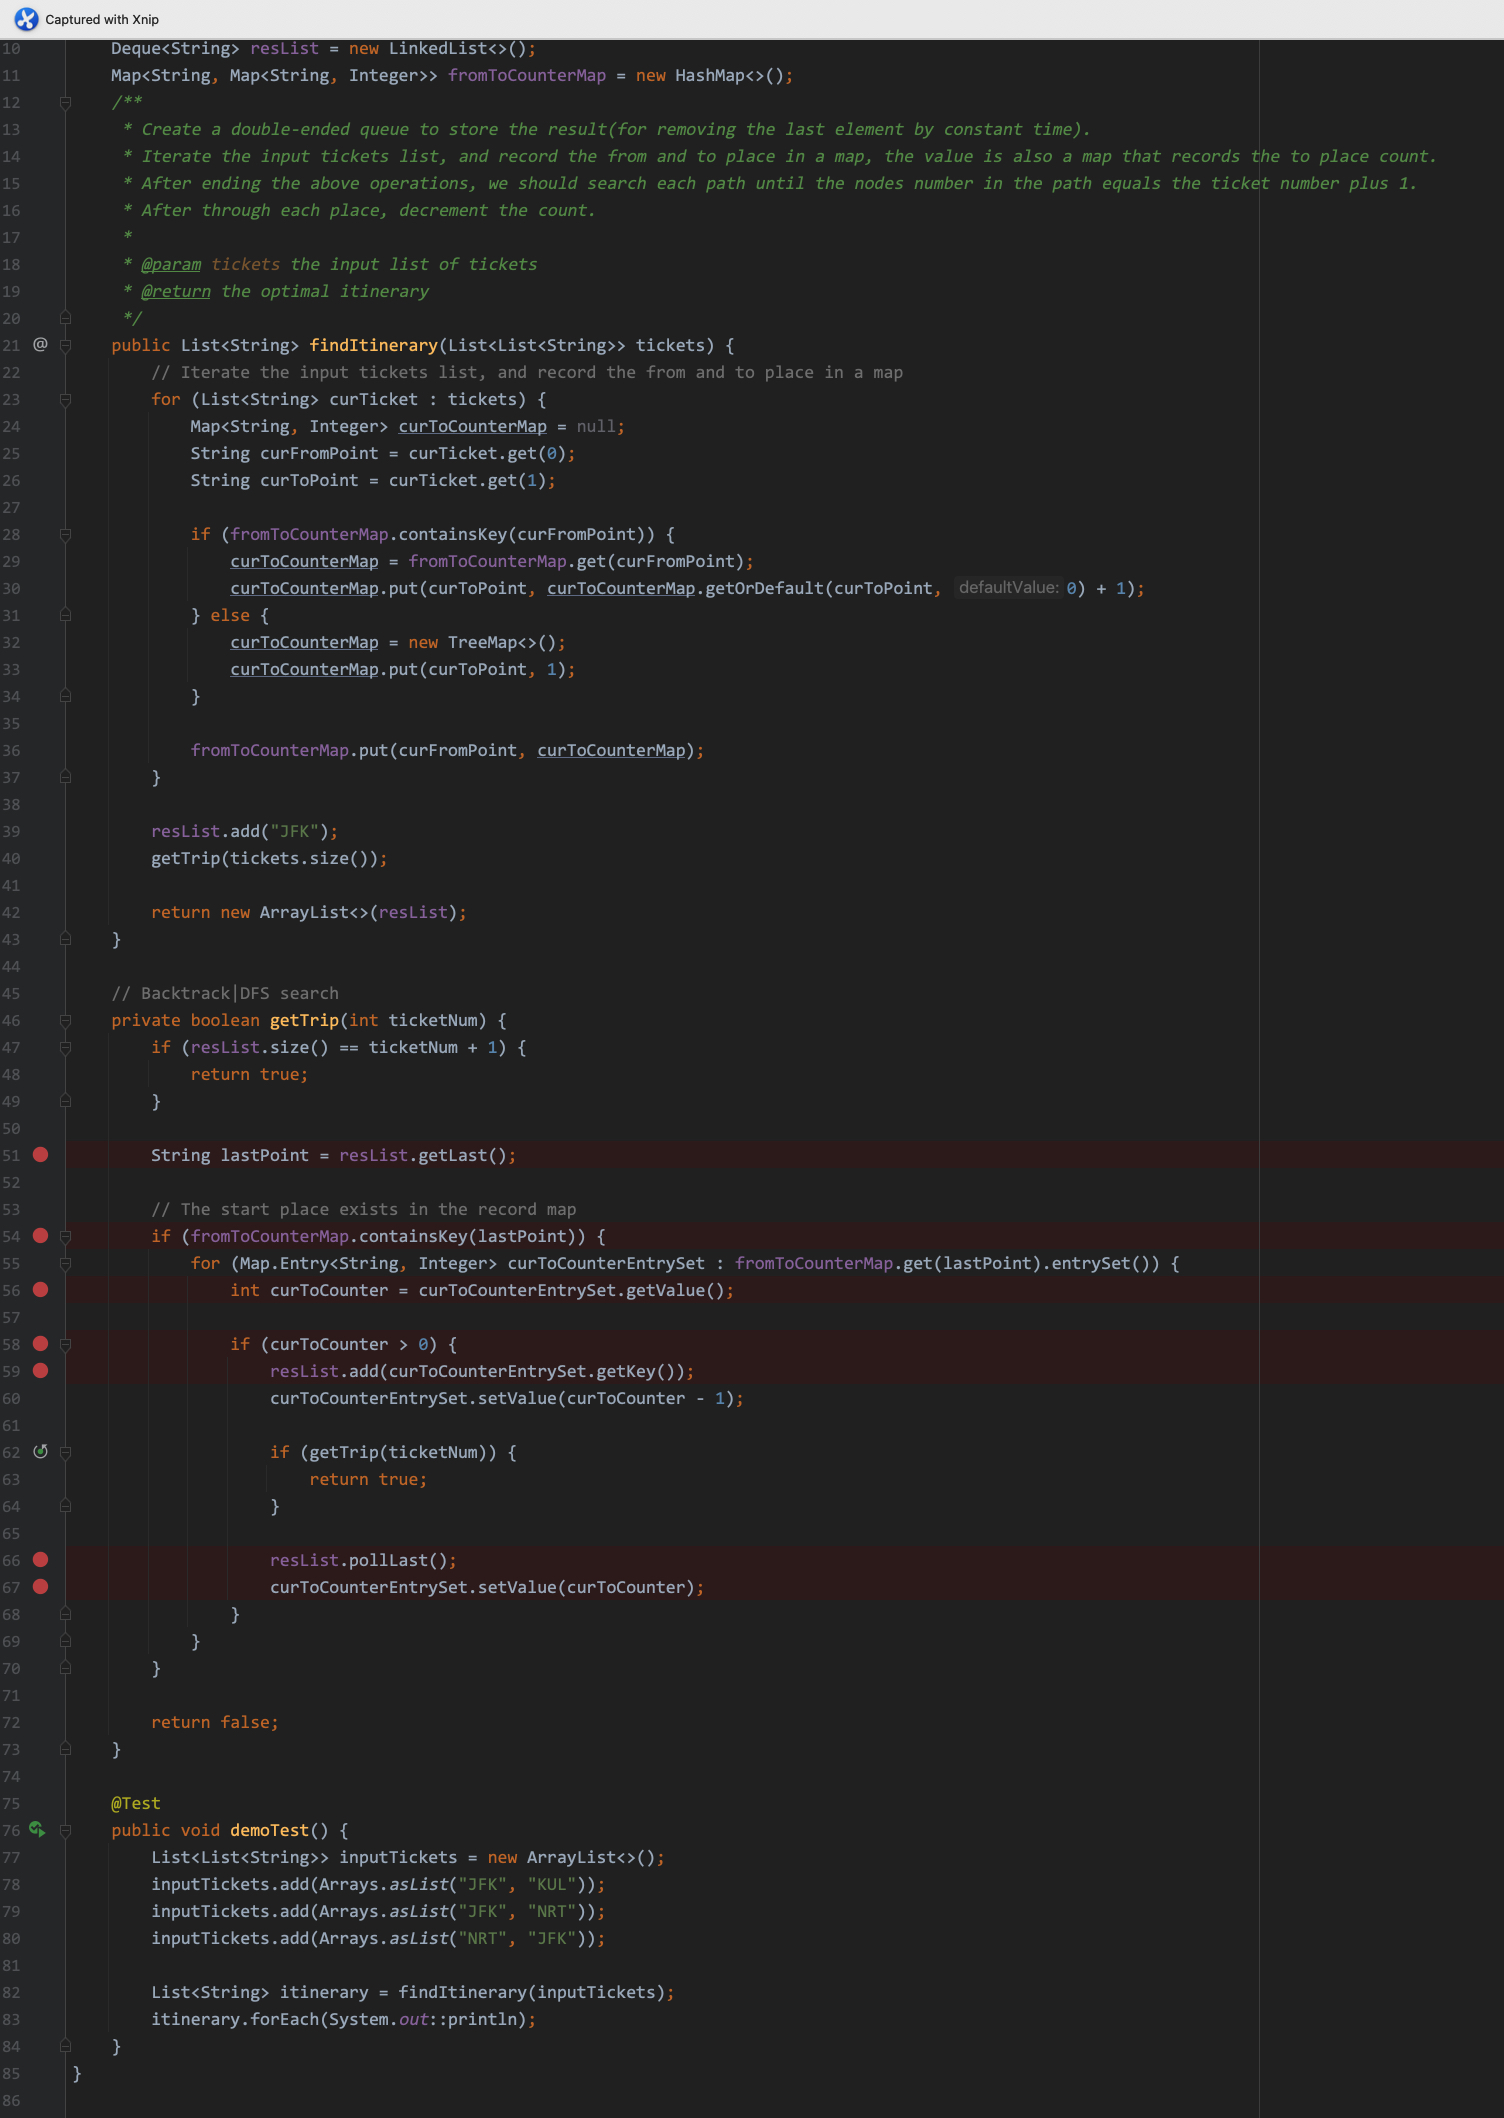 Captured with Xnip
10 Deque<String> resList = new LinkedList<>();
11 Map<String, Map<String, Integer>> fromToCounterMap = new HashMap<>();
12 /**
13 * Create a double-ended queue to store the result(for removing the last element by constant time).
14 * Iterate the input tickets list, and record the from and to place in a map, the value is also a map that records the to place count.
15 * After ending the above operations, we should search each path until the nodes number in the path equals the ticket number plus 1.
16 * After through each place, decrement the count.
17 *
18 * @param tickets the input list of tickets
19 * @return the optimal itinerary
20 */
21 @ public List<String> findItinerary(List<List<String>> tickets) {
22 // Iterate the input tickets list, and record the from and to place in a map
23 for (List<String> curTicket : tickets) {
24 Map<String, Integer> curToCounterMap = null;
25 String curFromPoint = curTicket.get(0);
26 String curToPoint = curTicket.get(1);
27
28 if (fromToCounterMap.containsKey(curFromPoint)) {
29 curToCounterMap = fromToCounterMap.get(curFromPoint);
30 curToCounterMap.put(curToPoint, curToCounterMap.getOrDefault(curToPoint, defaultValue: 0) + 1);
31 } else {
32 curToCounterMap = new TreeMap<>();
33 curToCounterMap.put(curToPoint, 1);
34 }
35
36 fromToCounterMap.put(curFromPoint, curToCounterMap);
37 }
38
39 resList.add("JFK");
40 getTrip(tickets.size());
41
42 return new ArrayList<>(resList);
43 }
44
45 // Backtrack|DFS search
46 private boolean getTrip(int ticketNum) {
47 if (resList.size() == ticketNum + 1) {
48 return true;
49 }
50
51 String lastPoint = resList.getLast();
52
53 // The start place exists in the record map
54 if (fromToCounterMap.containsKey(lastPoint)) {
55 for (Map.Entry<String, Integer> curToCounterEntrySet : fromToCounterMap.get(lastPoint).entrySet()) {
56 int curToCounter = curToCounterEntrySet.getValue();
57
58 if (curToCounter > 0) {
59 resList.add(curToCounterEntrySet.getKey());
60 curToCounterEntrySet.setValue(curToCounter - 1);
61
62 if (getTrip(ticketNum)) {
63 return true;
64 }
65
66 resList.pollLast();
67 curToCounterEntrySet.setValue(curToCounter);
68 }
69 }
70 }
71
72 return false;
73 }
74
75 @Test
76 public void demoTest() {
77 List<List<String>> inputTickets = new ArrayList<>();
78 inputTickets.add(Arrays.asList("JFK", "KUL"));
79 inputTickets.add(Arrays.asList("JFK", "NRT"));
80 inputTickets.add(Arrays.asList("NRT", "JFK"));
81
82 List<String> itinerary = findItinerary(inputTickets);
83 itinerary.forEach(System.out::println);
84 }
85 }
86